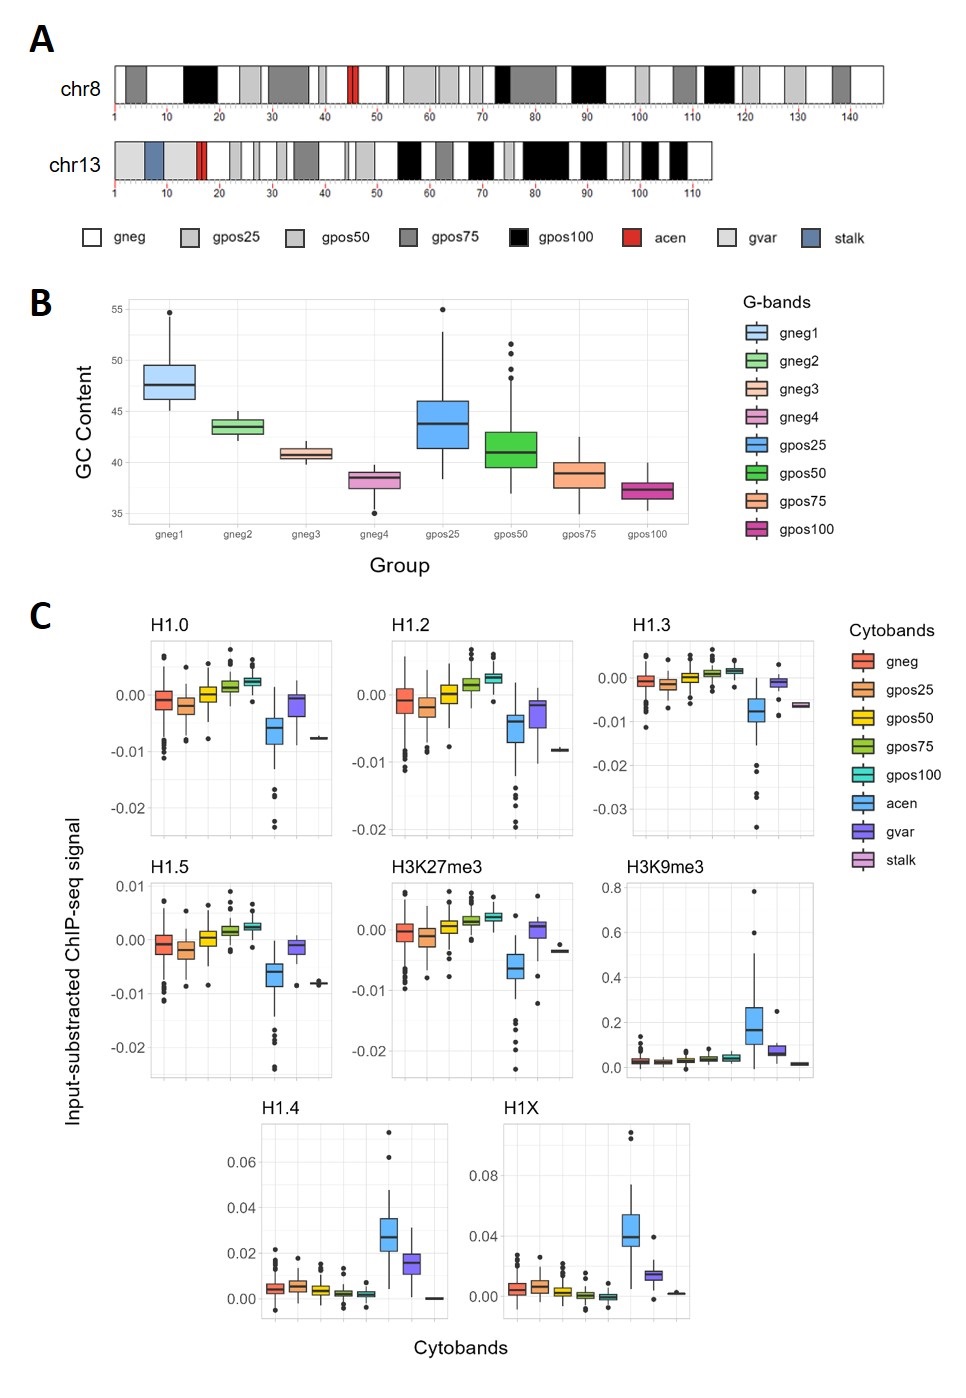 A
chr8
1 10 20 30 40 50 60 70 80 90 100 110 120 130 140
chr13
1 10 20 30 40 50 60 70 80 90 100 110
gneg gpos25 gpos50 gpos75 gpos100 acen gvar stalk
B
GC Content
55
50
45
40
35
gneg1 gneg2 gneg3 gneg4 gpos25 gpos50 gpos75 gpos100
Group
G-bands
gneg1
gneg2
gneg3
gneg4
gpos25
gpos50
gpos75
gpos100
C
Input-substracted ChIP-seq signal
H1.0
0.00
-0.01
-0.02
H1.2
0.00
-0.01
-0.02
H1.3
0.00
-0.01
-0.02
-0.03
H1.5
0.01
0.00
-0.01
-0.02
H3K27me3
0.00
-0.01
-0.02
H3K9me3
0.8
0.6
0.4
0.2
0.0
H1.4
0.06
0.04
0.02
0.00
H1X
0.08
0.04
0.00
Cytobands
Cytobands
gneg
gpos25
gpos50
gpos75
gpos100
acen
gvar
stalk